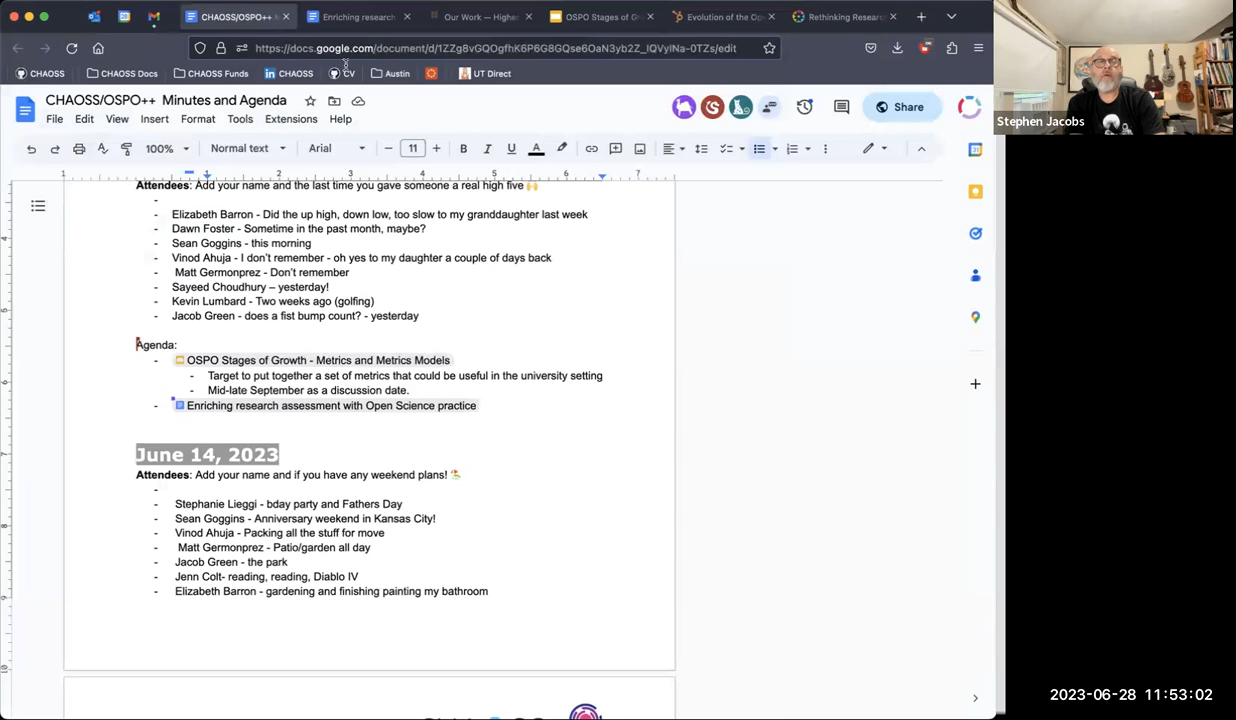 CHAOSS/OSPO++
Enriching research
Our Work — Higher
OSPO Stages of G
Evolution of the Op
Rethinking Resear
https://docs.google.com/document/d/1ZZg8vGQOgfhK6P6G8GQse6OaN3yb2Z_IQVyINa-0TZs/edit
CHAOSS
CHAOSS Docs
CHAOSS Funds
CHAOSS
CV
Austin
UT Direct
Stephen Jacobs
CHAOSS/OSPO++ Minutes and Agenda
File Edit View Insert Format Tools Extensions Help
Share
100% Normal text Arial 11
1 1 2 3 4 5 6 7
Attendees: Add your name and the last time you gave someone a real high five 🙌
-
- Elizabeth Barron - Did the up high, down low, too slow to my granddaughter last week
- Dawn Foster - Sometime in the past month, maybe?
- Sean Goggins - this morning
- Vinod Ahuja - I don't remember - oh yes to my daughter a couple of days back
- Matt Germonprez - Don't remember
- Sayeed Choudhury – yesterday!
- Kevin Lumbard - Two weeks ago (golfing)
- Jacob Green - does a fist bump count? - yesterday
Agenda:
- OSPO Stages of Growth - Metrics and Metrics Models
- Target to put together a set of metrics that could be useful in the university setting
- Mid-late September as a discussion date.
- Enriching research assessment with Open Science practice
June 14, 2023
Attendees: Add your name and if you have any weekend plans! 🏖️
-
- Stephanie Lieggi - bday party and Fathers Day
- Sean Goggins - Anniversary weekend in Kansas City!
- Vinod Ahuja - Packing all the stuff for move
- Matt Germonprez - Patio/garden all day
- Jacob Green - the park
- Jenn Colt- reading, reading, Diablo IV
- Elizabeth Barron - gardening and finishing painting my bathroom
2023-06-28 11:53:02